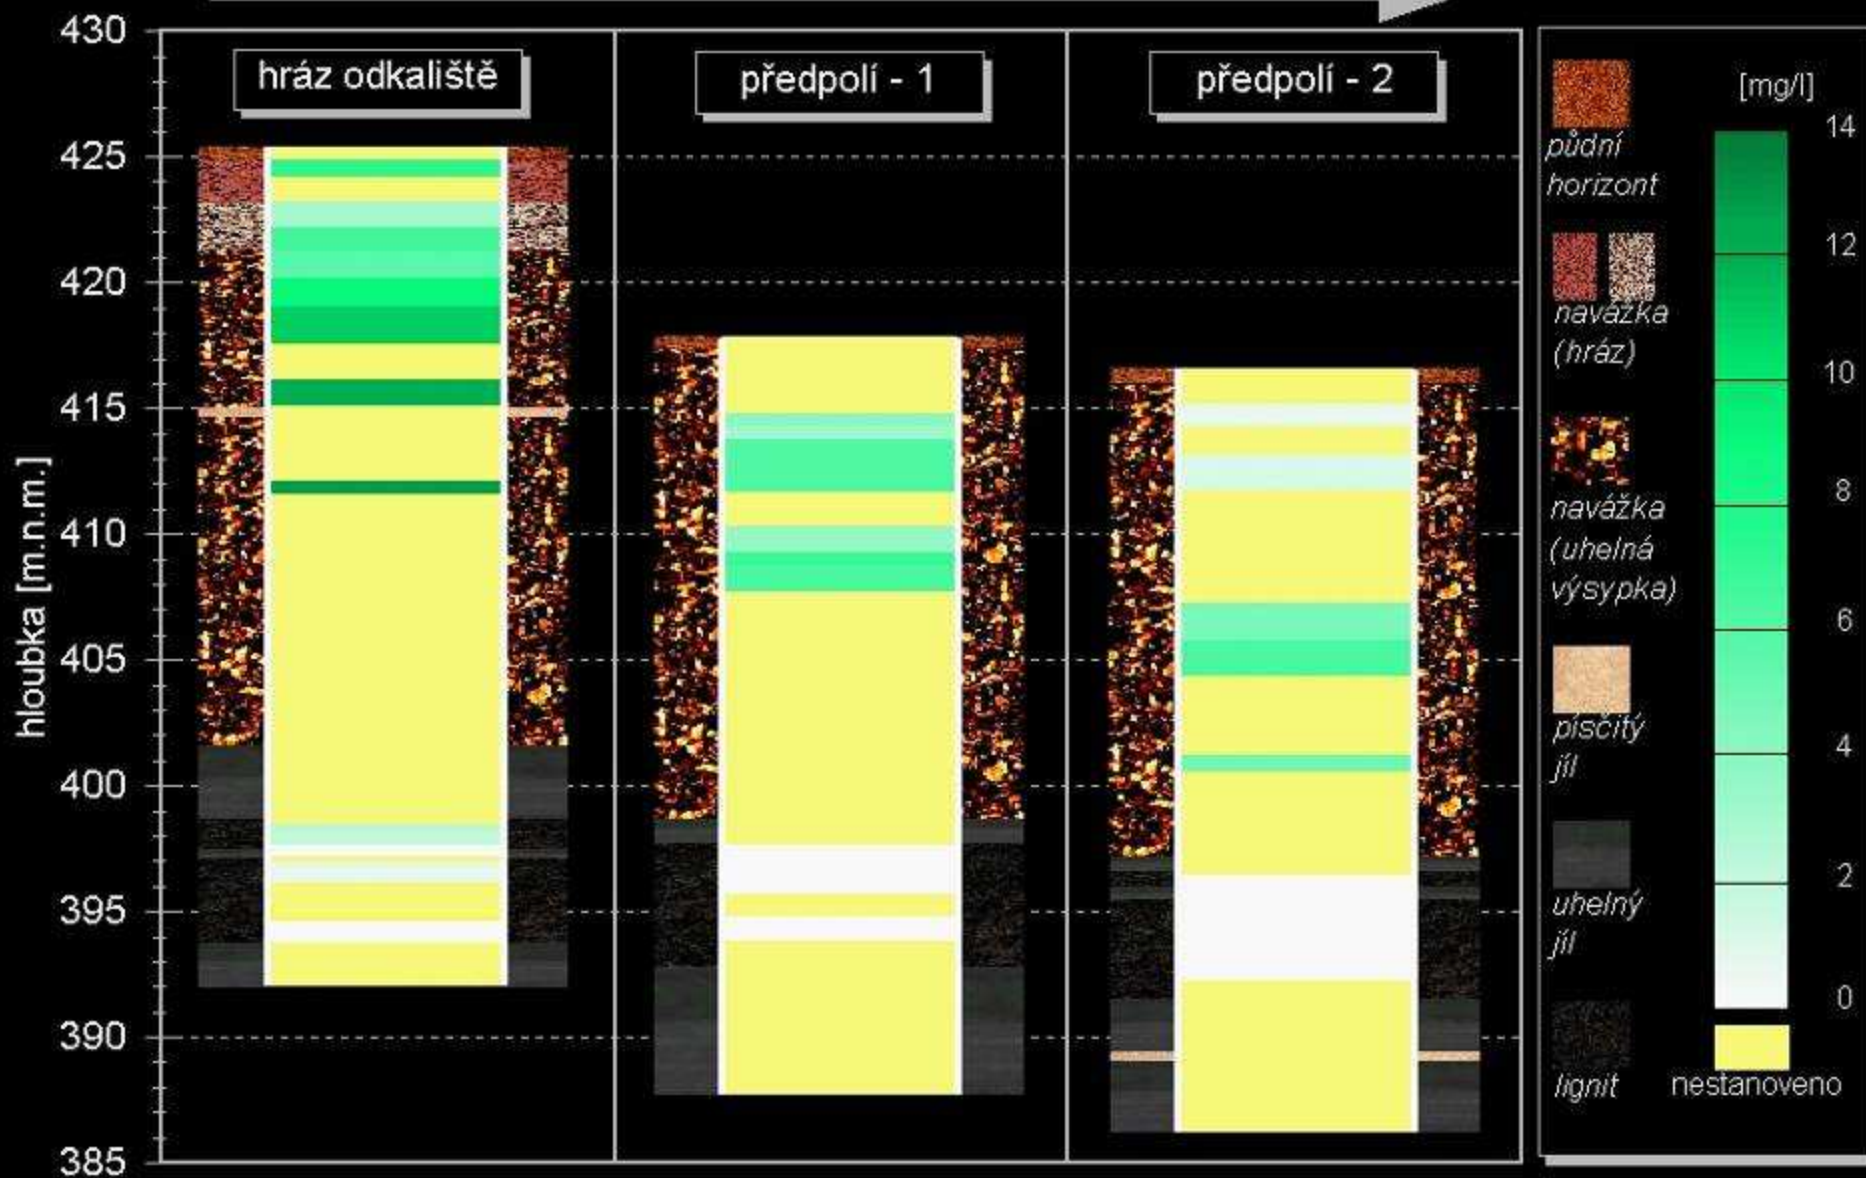 hráz odkaliště
předpolí - 1
předpolí - 2
hloubka [m.n.m.]
430
425
420
415
410
405
400
395
390
385
půdní
horizont
navážka
(hráz)
navážka
(uhelná
výsypka)
písčitý
jíl
uhelný
jíl
lignit
[mg/l]
14
12
10
8
6
4
2
0
nestanoveno